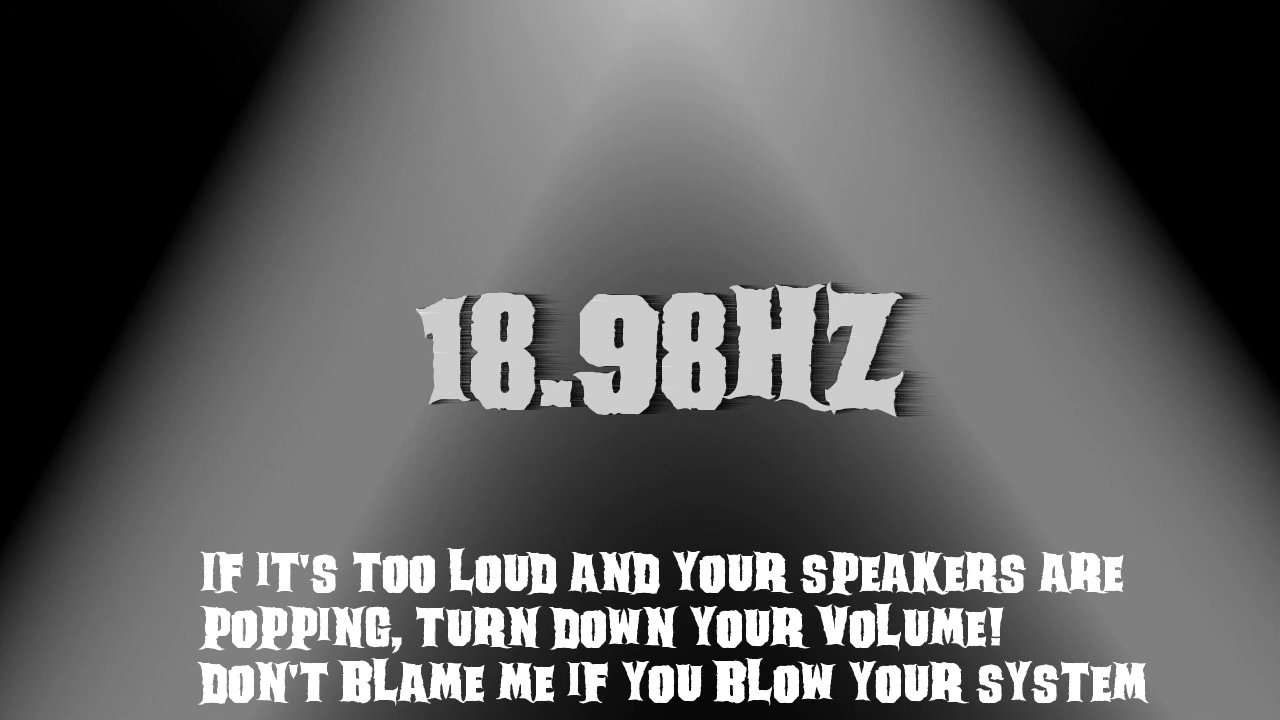 18.98HZ
IF IT'S TOO LOUD AND YOUR SPEAKERS ARE
POPPING, TURN DOWN YOUR VOLUME!
DON'T BLAME ME IF YOU BLOW YOUR SYSTEM